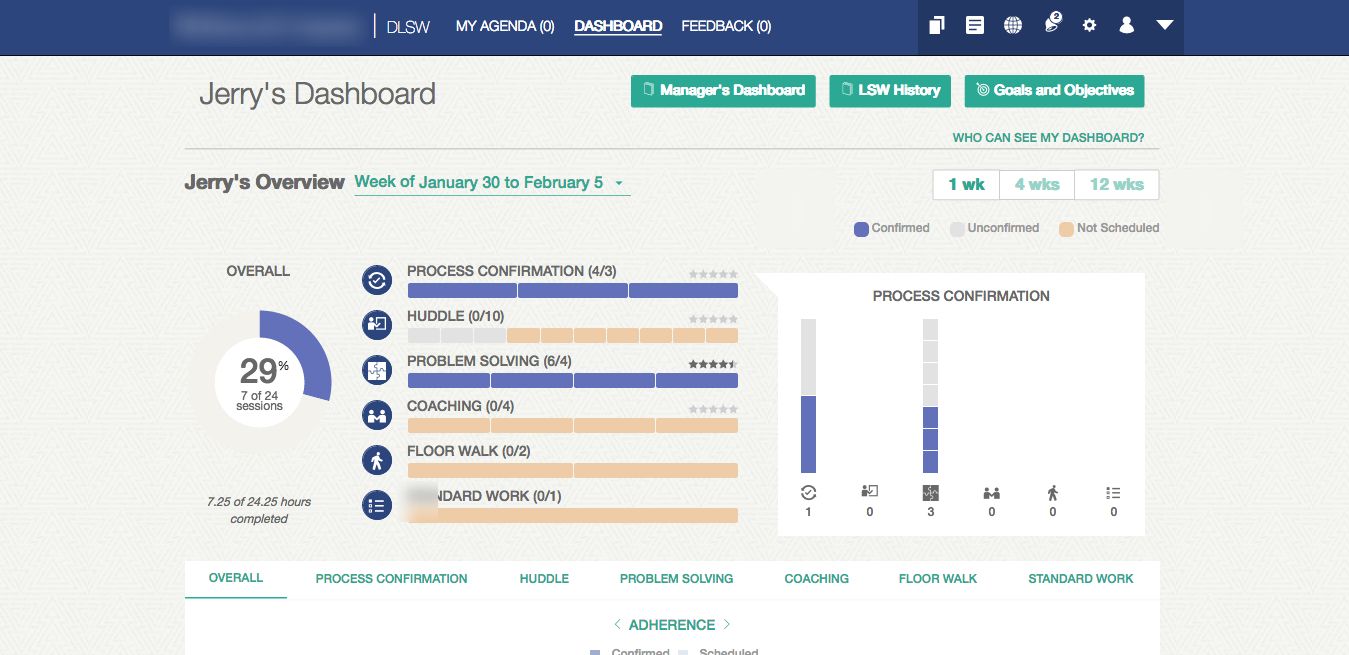 DLSW MY AGENDA (0) DASHBOARD FEEDBACK (0) 2
Jerry's Dashboard
Manager's Dashboard LSW History Goals and Objectives
WHO CAN SEE MY DASHBOARD?
Jerry's Overview Week of January 30 to February 5 1 wk 4 wks 12 wks
Confirmed Unconfirmed Not Scheduled
OVERALL
29%
7 of 24
sessions
7.25 of 24.25 hours
completed
PROCESS CONFIRMATION (4/3)
HUDDLE (0/10)
PROBLEM SOLVING (6/4)
COACHING (0/4)
FLOOR WALK (0/2)
WORK (0/1)
PROCESS CONFIRMATION
1 0 3 0 0 0
OVERALL PROCESS CONFIRMATION HUDDLE PROBLEM SOLVING COACHING FLOOR WALK STANDARD WORK
< ADHERENCE >
Confirmed Scheduled